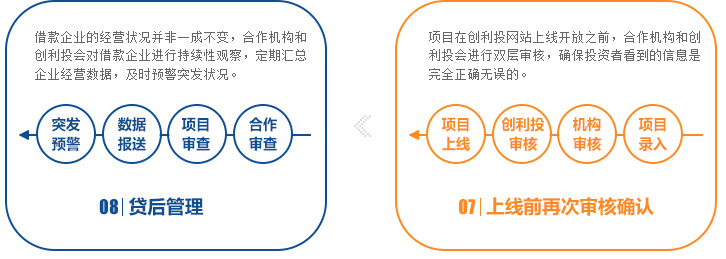 借款企业的经营状况并非一成不变，合作机构和
创利投会对借款企业进行持续性观察，定期汇总
企业经营数据，及时预警突发状况。
突发
预警
数据
报送
项目
审查
合作
审查
08 | 贷后管理
项目在创利投网站上线开放之前，合作机构和创
利投会进行双层审核，确保投资者看到的信息是
完全正确无误的。
项目
上线
创利投
审核
机构
审核
项目
录入
07 | 上线前再次审核确认